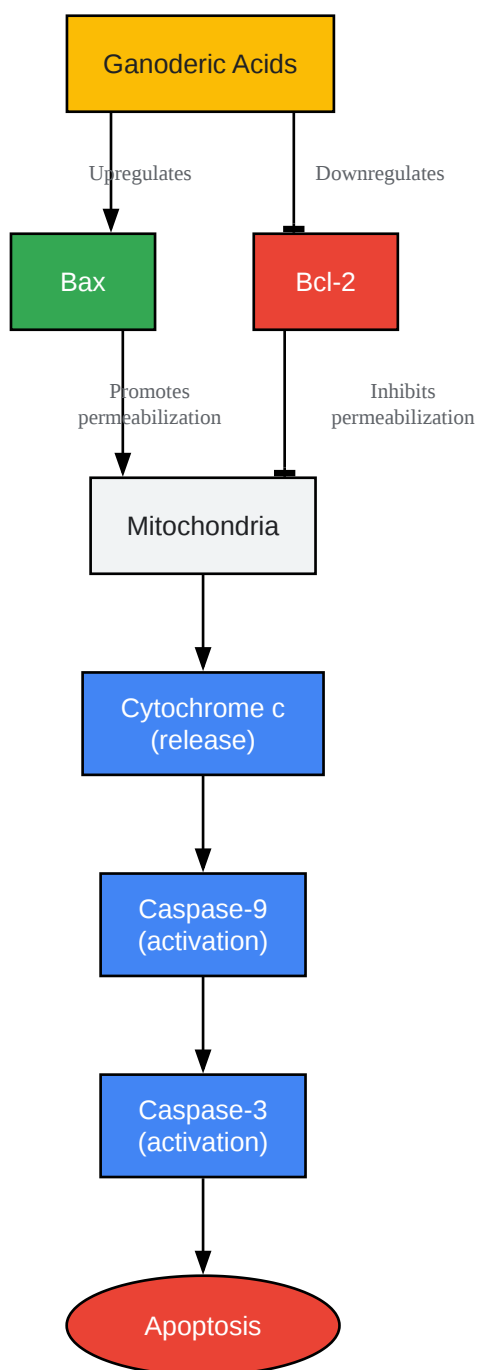 Ganoderic Acids
Upregulates
Downregulates
Bax
Bcl-2
Promotes
permeabilization
Inhibits
permeabilization
Mitochondria
Cytochrome c
(release)
Caspase-9
(activation)
Caspase-3
(activation)
Apoptosis